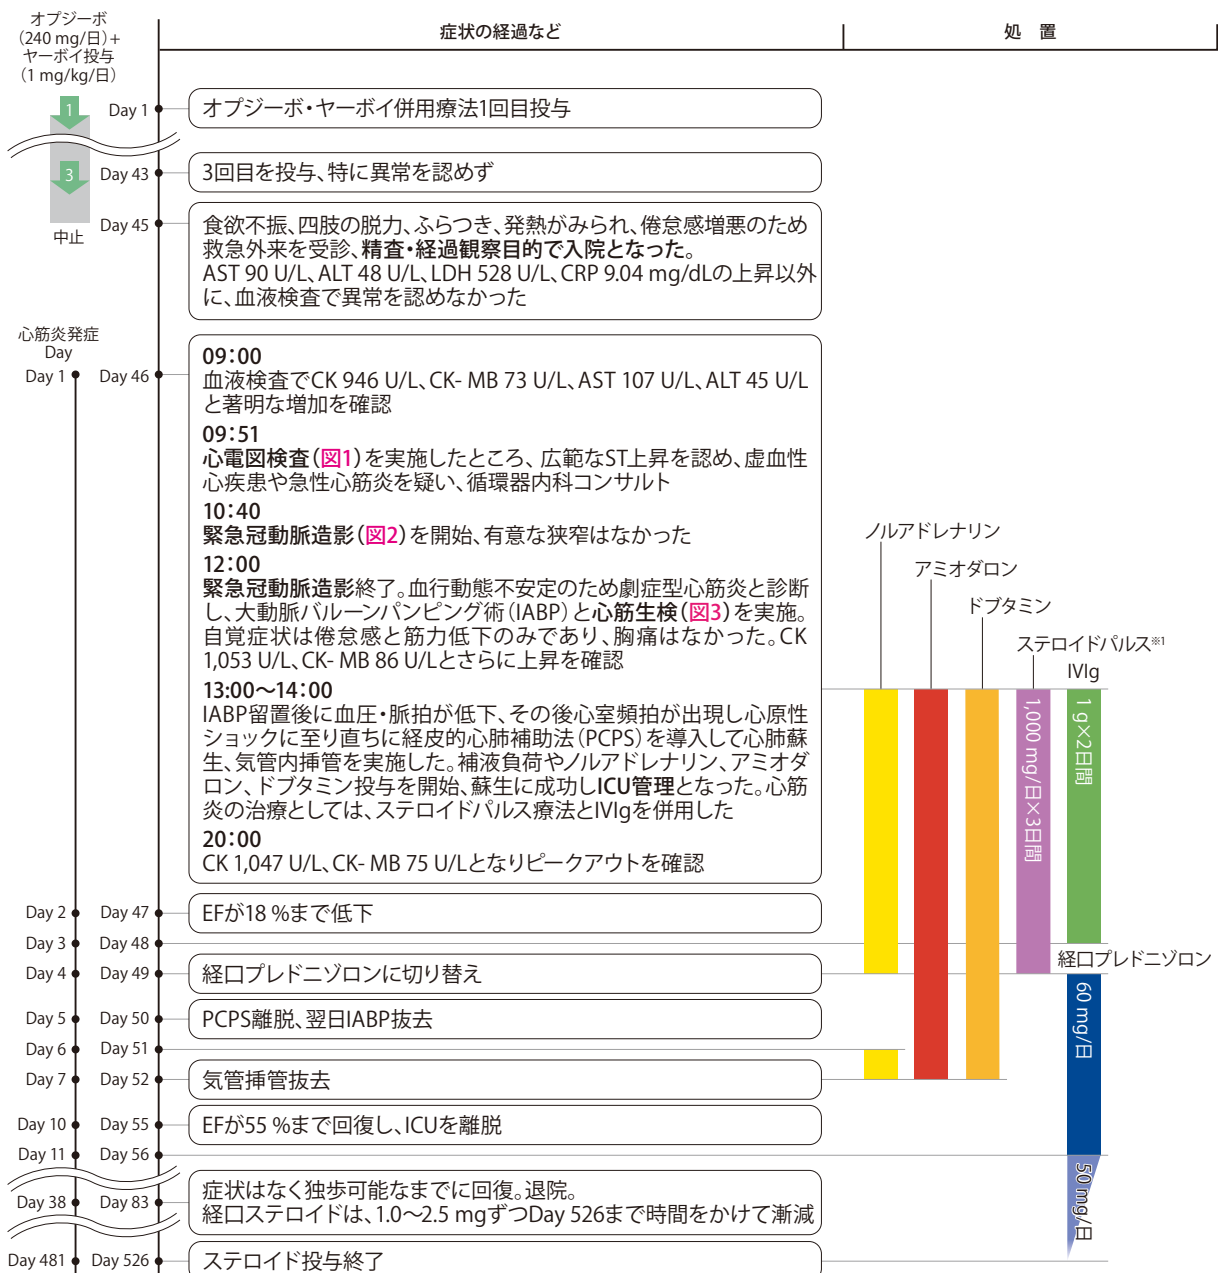 オプジーボ
（240 mg/日）+
ヤーボイ投与
（1 mg/kg/日）
症状の経過など
処 置
1
Day 1
オプジーボ・ヤーボイ併用療法1回目投与
3
Day 43
3回目を投与、特に異常を認めず
中止
Day 45
食欲不振、四肢の脱力、ふらつき、発熱がみられ、倦怠感増悪のため
救急外来を受診、精査・経過観察目的で入院となった。
AST 90 U/L、ALT 48 U/L、LDH 528 U/L、CRP 9.04 mg/dLの上昇以外
に、血液検査で異常を認めなかった
心筋炎発症
Day
Day 1
Day 46
09：00
血液検査でCK 946 U/L、CK- MB 73 U/L、AST 107 U/L、ALT 45 U/L
と著明な増加を確認
09：51
心電図検査（図1）を実施したところ、広範なST上昇を認め、虚血性
心疾患や急性心筋炎を疑い、循環器内科コンサルト
10：40
緊急冠動脈造影（図2）を開始、有意な狭窄はなかった
12：00
緊急冠動脈造影終了。血行動態不安定のため劇症型心筋炎と診断
し、大動脈バルーンパンピング術（IABP）と心筋生検（図3）を実施。
自覚症状は倦怠感と筋力低下のみであり、胸痛はなかった。CK
1,053 U/L、CK- MB 86 U/Lとさらに上昇を確認
13:00～14：00
IABP留置後に血圧・脈拍が低下、その後心室頻拍が出現し心原性
ショックに至り直ちに経皮的心肺補助法（PCPS）を導入して心肺蘇
生、気管内挿管を実施した。補液負荷やノルアドレナリン、アミオダ
ロン、ドブタミン投与を開始、蘇生に成功しICU管理となった。心筋
炎の治療としては、ステロイドパルス療法とIVIgを併用した
20：00
CK 1,047 U/L、CK- MB 75 U/Lとなりピークアウトを確認
ノルアドレナリン
アミオダロン
ドブタミン
ステロイドパルス※1
IVIg
1,000 mg/日×3日間
1 g×2日間
Day 2
Day 47
EFが18 %まで低下
Day 3
Day 48
Day 4
Day 49
経口プレドニゾロンに切り替え
経口プレドニゾロン
60 mg/日
Day 5
Day 50
PCPS離脱、翌日IABP抜去
Day 6
Day 51
Day 7
Day 52
気管挿管抜去
Day 10
Day 55
EFが55 %まで回復し、ICUを離脱
Day 11
Day 56
50 mg/日
Day 38
Day 83
症状はなく独歩可能なまでに回復。退院。
経口ステロイドは、1.0～2.5 mgずつDay 526まで時間をかけて漸減
Day 481
Day 526
ステロイド投与終了